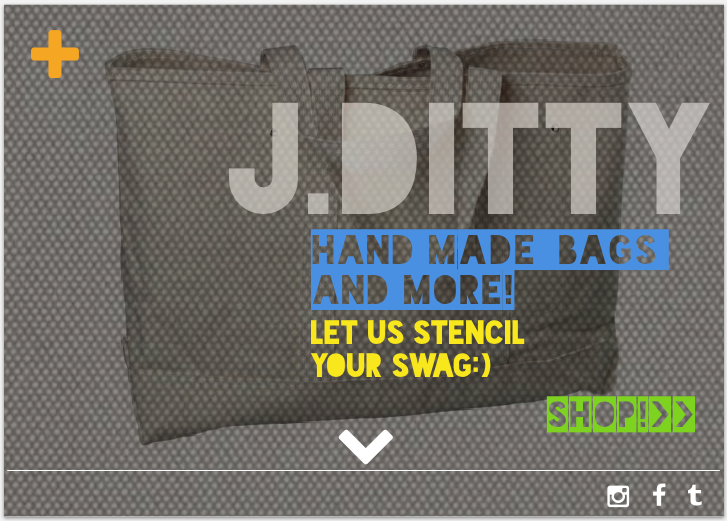 J.DITTY
HAND MADE BAGS
AND MORE!
LET US STENCIL
YOUR SWAG:)
SHOP!>>